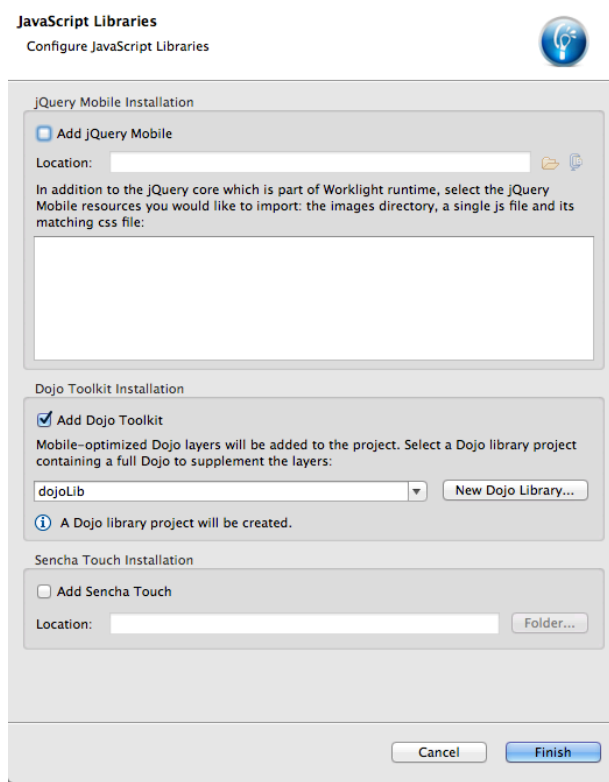 JavaScript Libraries
Configure JavaScript Libraries
jQuery Mobile Installation
Add jQuery Mobile
Location:
In addition to the jQuery core which is part of Worklight runtime, select the jQuery
Mobile resources you would like to import: the images directory, a single js file and its
matching css file:
Dojo Toolkit Installation
Add Dojo Toolkit
Mobile-optimized Dojo layers will be added to the project. Select a Dojo library project
containing a full Dojo to supplement the layers:
dojoLib
New Dojo Library...
A Dojo library project will be created.
Sencha Touch Installation
Add Sencha Touch
Location:
Folder...
Cancel
Finish